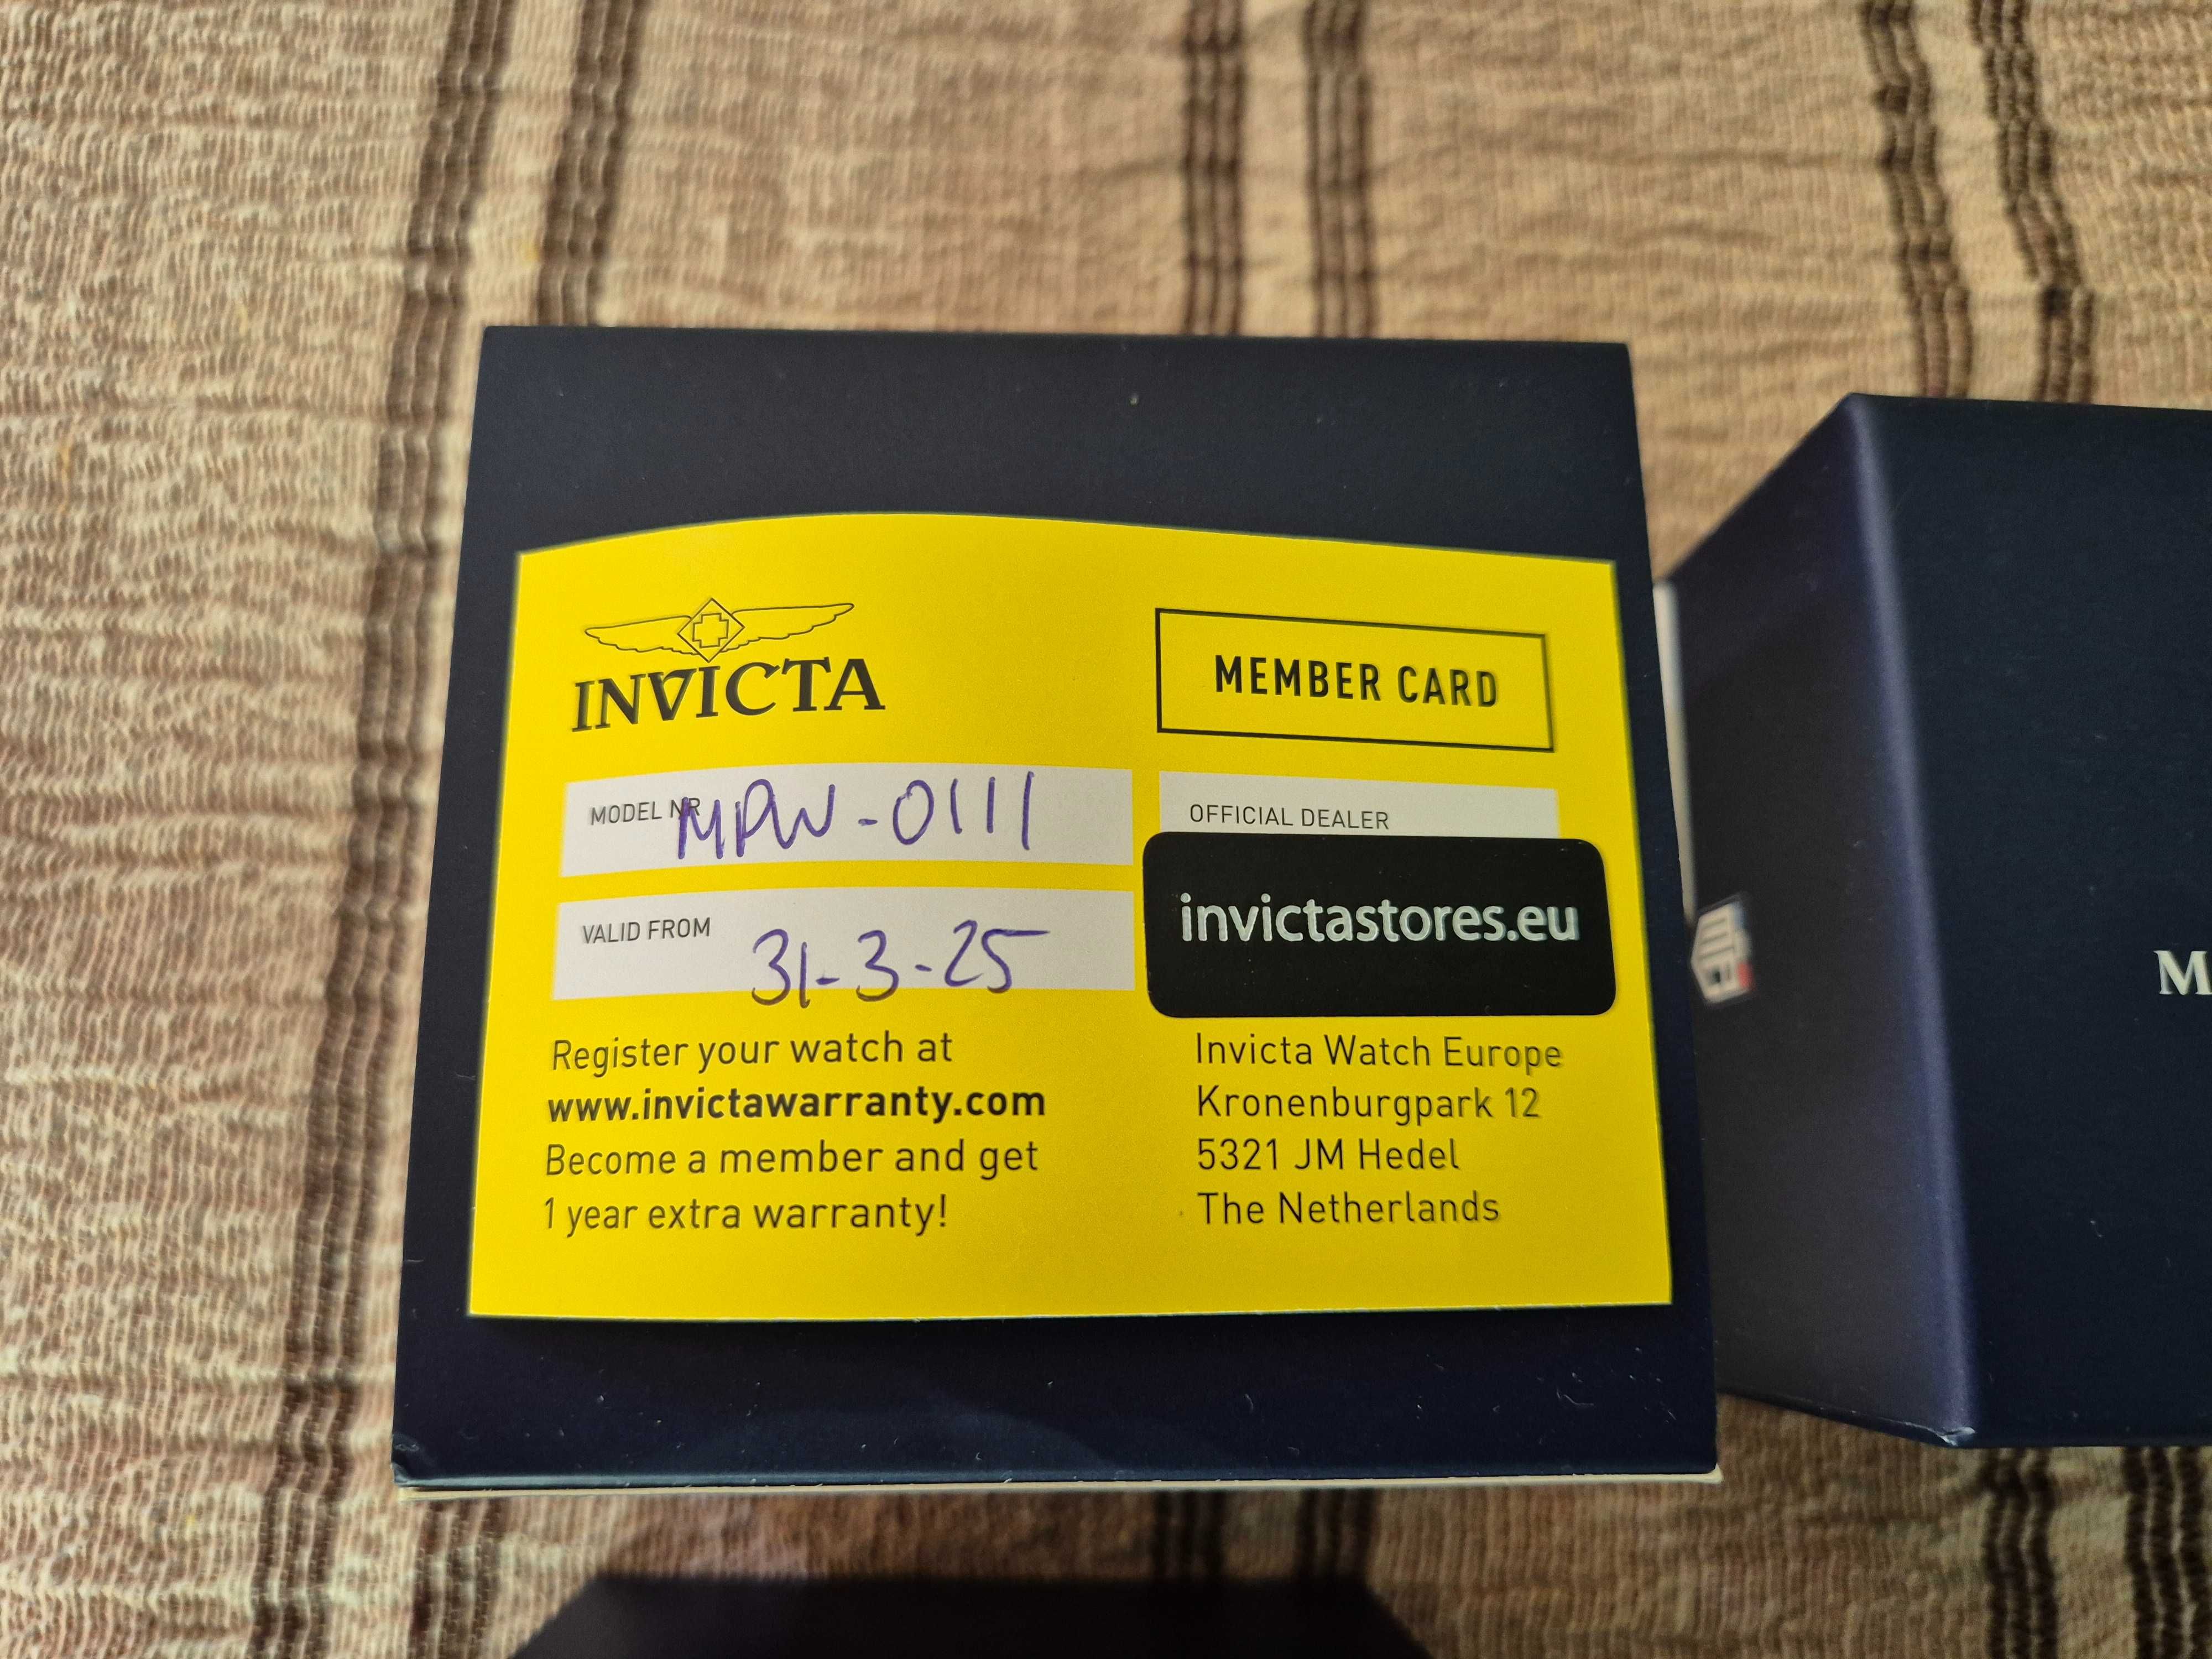 INVICTA
MEMBER CARD
MODEL NR
MPW-0111
OFFICIAL DEALER
invictastores.eu
VALID FROM
31-3-25
Register your watch at
www.invictawarranty.com
Become a member and get
1 year extra warranty!
Invicta Watch Europe
Kronenburgpark 12
5321 JM Hedel
The Netherlands
M